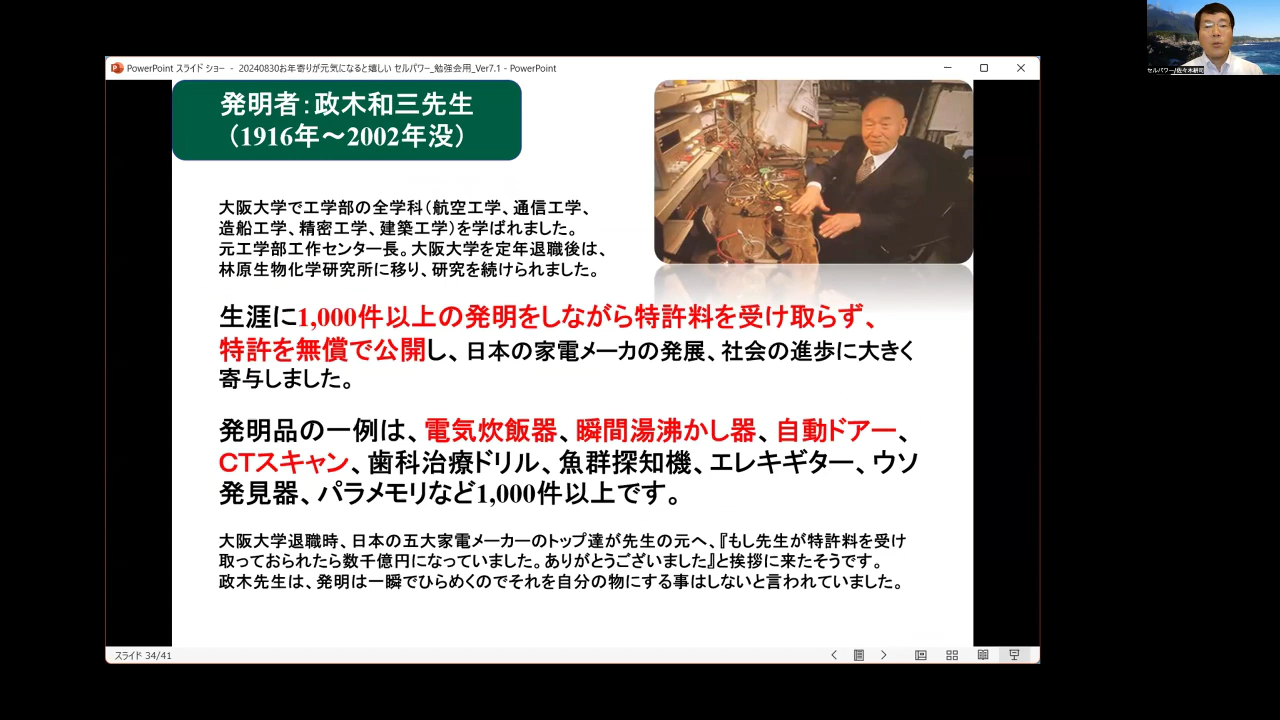 PowerPoint スライド ショー - 20240830お年寄りが元気になると嬉しい セルパワー_勉強会用_Ver7.1 - PowerPoint
セルパワー/佐々木耕司
発明者：政木和三先生
（1916年～2002年没）
大阪大学で工学部の全学科（航空工学、通信工学、
造船工学、精密工学、建築工学）を学ばれました。
元工学部工作センター長。大阪大学を定年退職後は、
林原生物化学研究所に移り、研究を続けられました。
生涯に1,000件以上の発明をしながら特許料を受け取らず、
特許を無償で公開し、日本の家電メーカの発展、社会の進歩に大きく
寄与しました。
発明品の一例は、電気炊飯器、瞬間湯沸かし器、自動ドアー、
CTスキャン、歯科治療ドリル、魚群探知機、エレキギター、ウソ
発見器、パラメモリなど1,000件以上です。
大阪大学退職時、日本の五大家電メーカーのトップ達が先生の元へ、『もし先生が特許料を受け
取っておられたら数千億円になっていました。ありがとうございました』と挨拶に来たそうです。
政木先生は、発明は一瞬でひらめくのでそれを自分の物にする事はしないと言われていました。
スライド 34/41